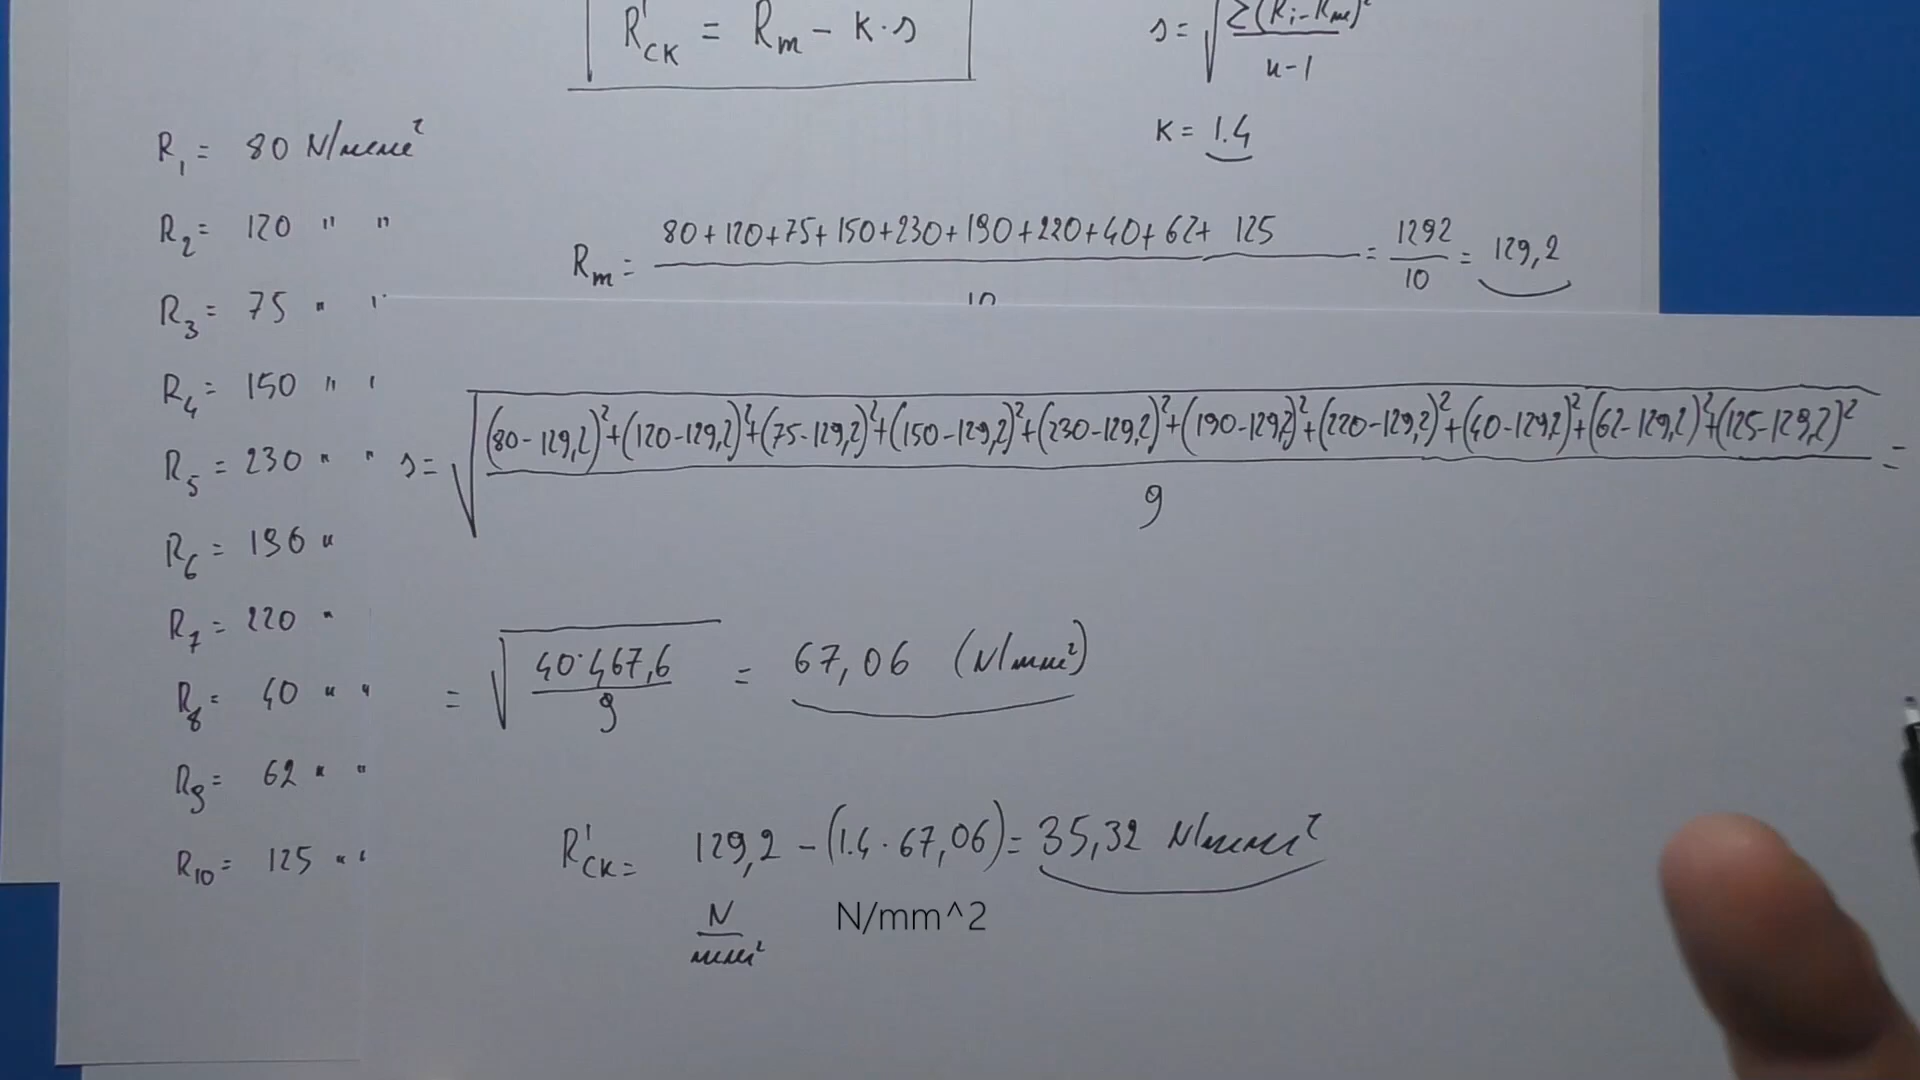 R'CK = Rm - K·s
s = √Σ(Ri-Rm)²
n-1
K = 1.4
R1 = 80 N/mm²
R2 = 120 " "
Rm = 80+120+75+150+230+190+220+40+62+ 125 = 1292 = 129,2
10 10
R3 = 75 " "
R4 = 150 " "
R5 = 230 " "
s = √(80-129,2)²+(120-129,2)²+(75-129,2)²+(150-129,2)²+(230-129,2)²+(190-129,2)²+(220-129,2)²+(40-129,2)²+(62-129,2)²+(125-129,2)² =
9
R6 = 190 "
R7 = 220 "
= √40·467,6 = 67,06 (N/mm²)
9
R8 = 40 " "
R9 = 62 " "
R10 = 125 " "
R'CK = 129,2 - (1.4 · 67,06) = 35,32 N/mm²
N
mm²
N/mm^2